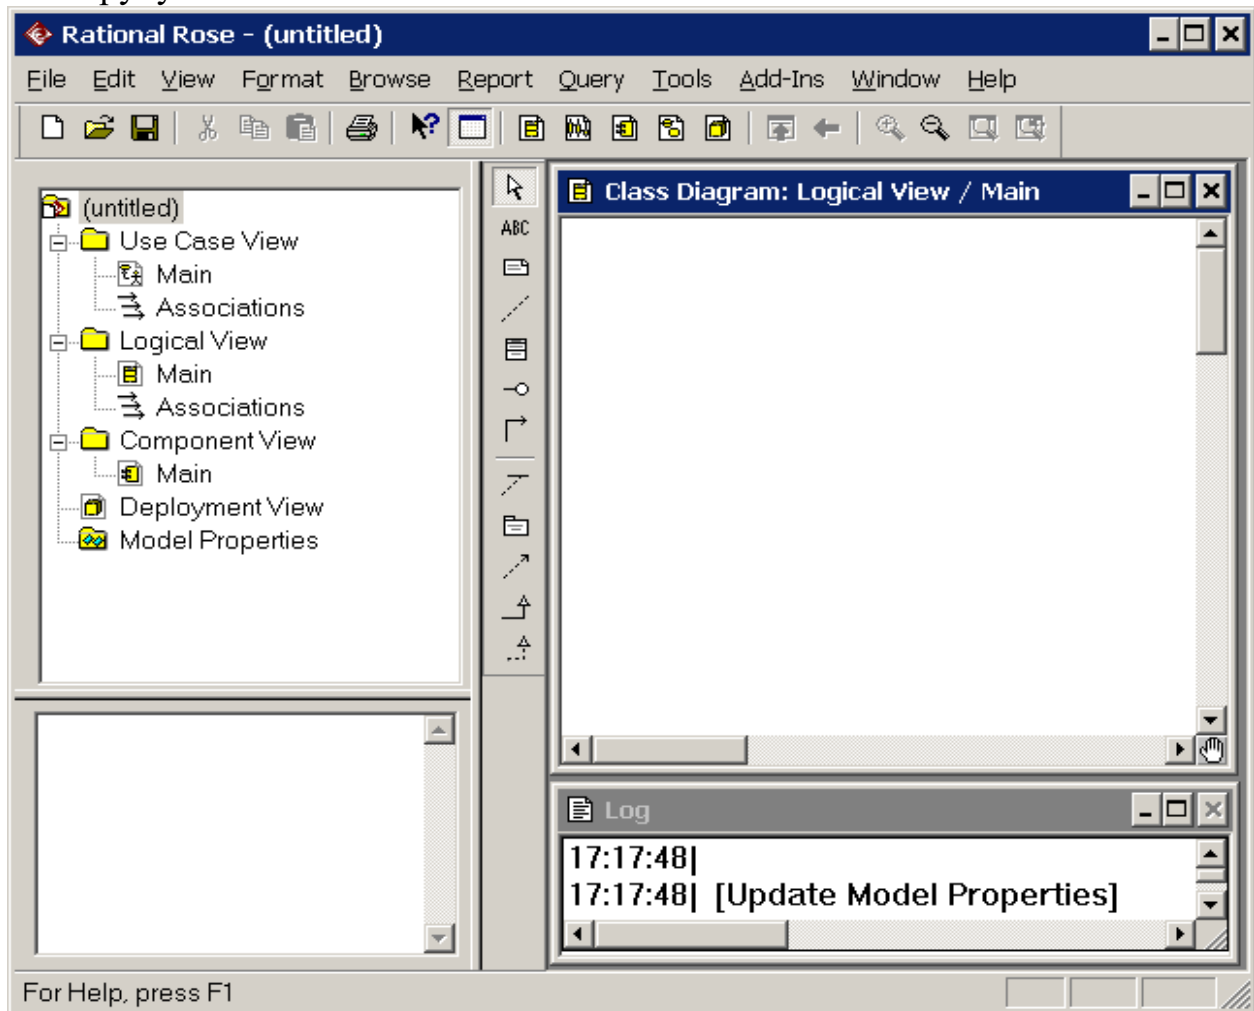 Rational Rose - (untitled)
File Edit View Format Browse Report Query Tools Add-Ins Window Help
(untitled)
Use Case View
Main
Associations
Logical View
Main
Associations
Component View
Main
Deployment View
Model Properties
ABC
Class Diagram: Logical View / Main
Log
17:17:48|
17:17:48| [Update Model Properties]
For Help, press F1